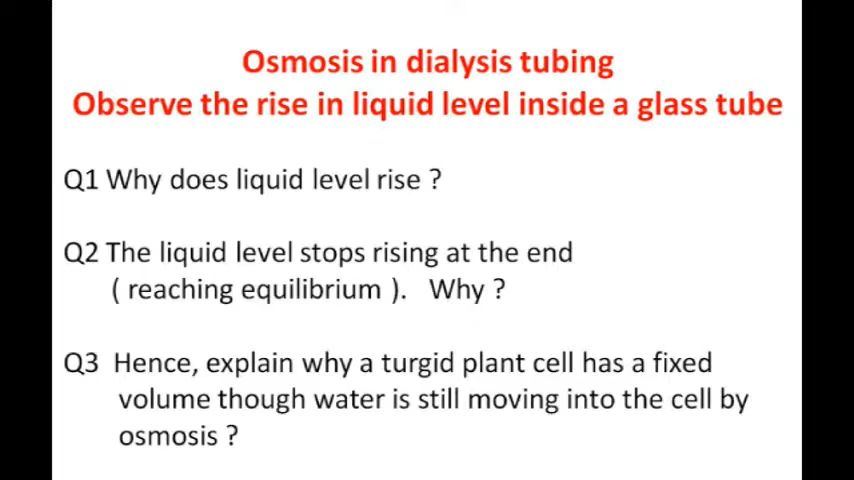 Osmosis in dialysis tubing
Observe the rise in liquid level inside a glass tube
Q1 Why does liquid level rise ?
Q2 The liquid level stops rising at the end
( reaching equilibrium ). Why ?
Q3 Hence, explain why a turgid plant cell has a fixed
volume though water is still moving into the cell by
osmosis ?